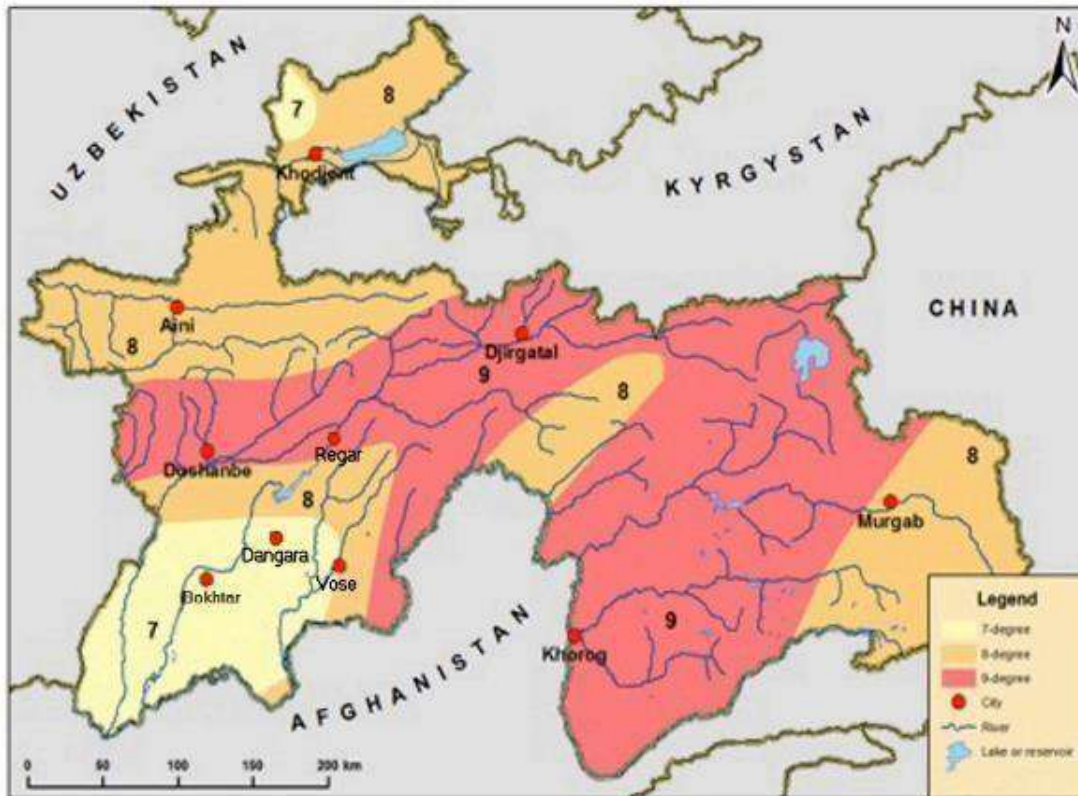 N
UZBEKISTAN
7
8
Khodjent
KYRGYSTAN
CHINA
Aini
8
Djirgatal
9
8
Regar
Dushanbe
8
8
Murgab
Dangara
Vose
Bokhtar
7
Khorog
9
AFGHANISTAN
Legend
7-degree
8-degree
9-degree
City
River
Lake or reservoir
0 50 100 150 200 km